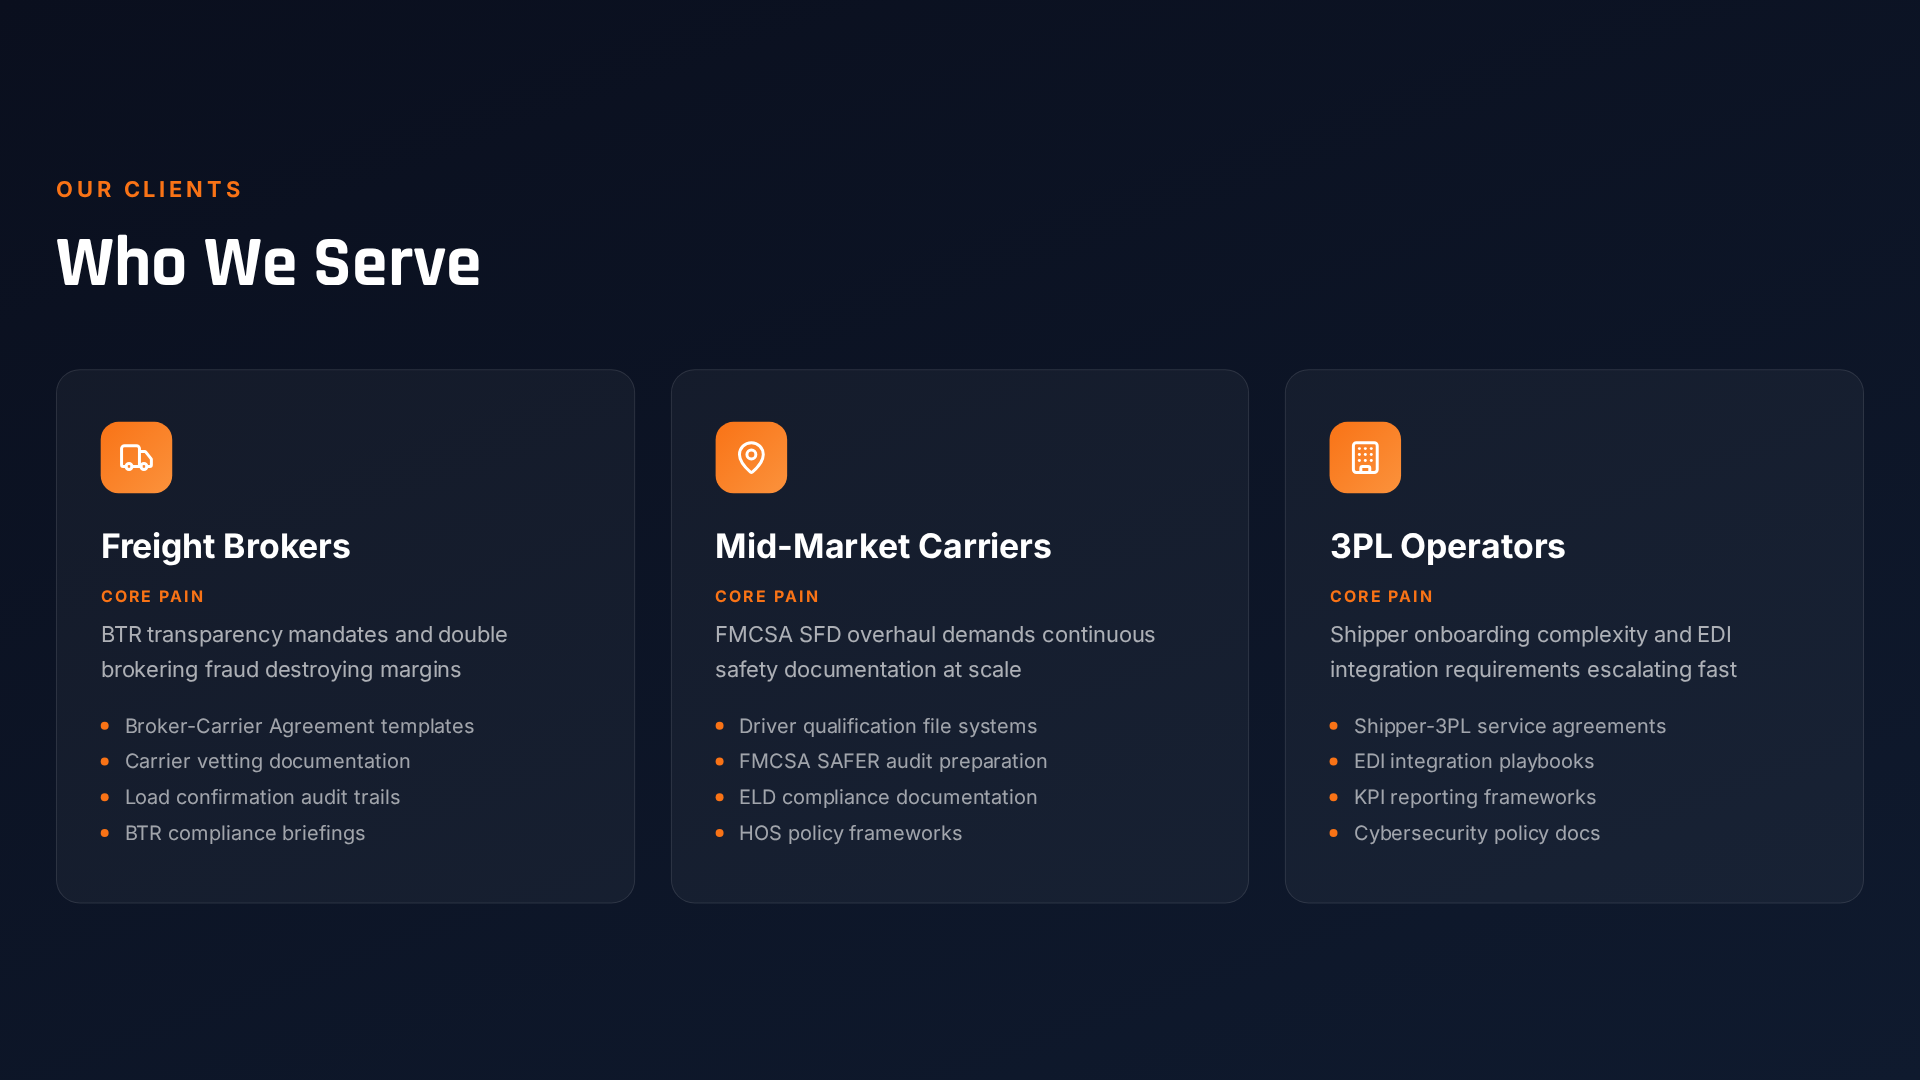 OUR CLIENTS
Who We Serve
Freight Brokers
CORE PAIN
BTR transparency mandates and double
brokering fraud destroying margins
Broker-Carrier Agreement templates
Carrier vetting documentation
Load confirmation audit trails
BTR compliance briefings
Mid-Market Carriers
CORE PAIN
FMCSA SFD overhaul demands continuous
safety documentation at scale
Driver qualification file systems
FMCSA SAFER audit preparation
ELD compliance documentation
HOS policy frameworks
3PL Operators
CORE PAIN
Shipper onboarding complexity and EDI
integration requirements escalating fast
Shipper-3PL service agreements
EDI integration playbooks
KPI reporting frameworks
Cybersecurity policy docs